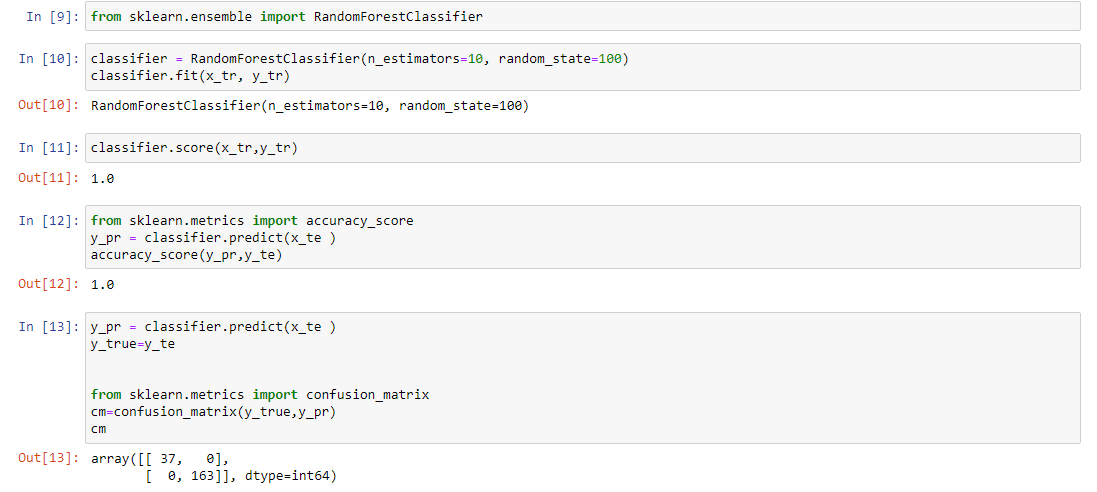 In [9]: from sklearn.ensemble import RandomForestClassifier
In [10]: classifier = RandomForestClassifier(n_estimators=10, random_state=100)
classifier.fit(x_tr, y_tr)
Out[10]: RandomForestClassifier(n_estimators=10, random_state=100)
In [11]: classifier.score(x_tr,y_tr)
Out[11]: 1.0
In [12]: from sklearn.metrics import accuracy_score
y_pr = classifier.predict(x_te )
accuracy_score(y_pr,y_te)
Out[12]: 1.0
In [13]: y_pr = classifier.predict(x_te )
y_true=y_te
from sklearn.metrics import confusion_matrix
cm=confusion_matrix(y_true,y_pr)
cm
Out[13]: array([[ 37,   0],
       [  0, 163]], dtype=int64)